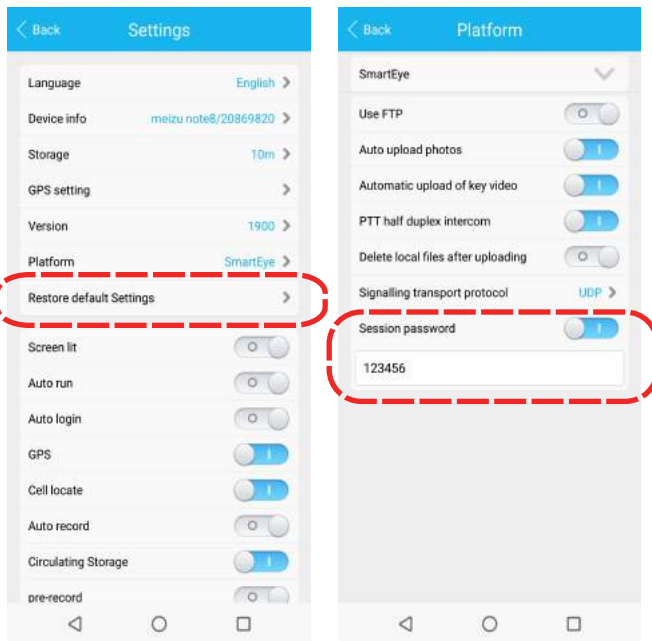 Back Settings
Language English
Device info meizu note8/20869820
Storage 10m
GPS setting
Version 1900
Platform SmartEye
Restore default Settings
Screen lit
Auto run
Auto login
GPS
Cell locate
Auto record
Circulating Storage
pre-record
Back Platform
SmartEye
Use FTP
Auto upload photos
Automatic upload of key video
PTT half duplex intercom
Delete local files after uploading
Signalling transport protocol UDP
Session password
123456